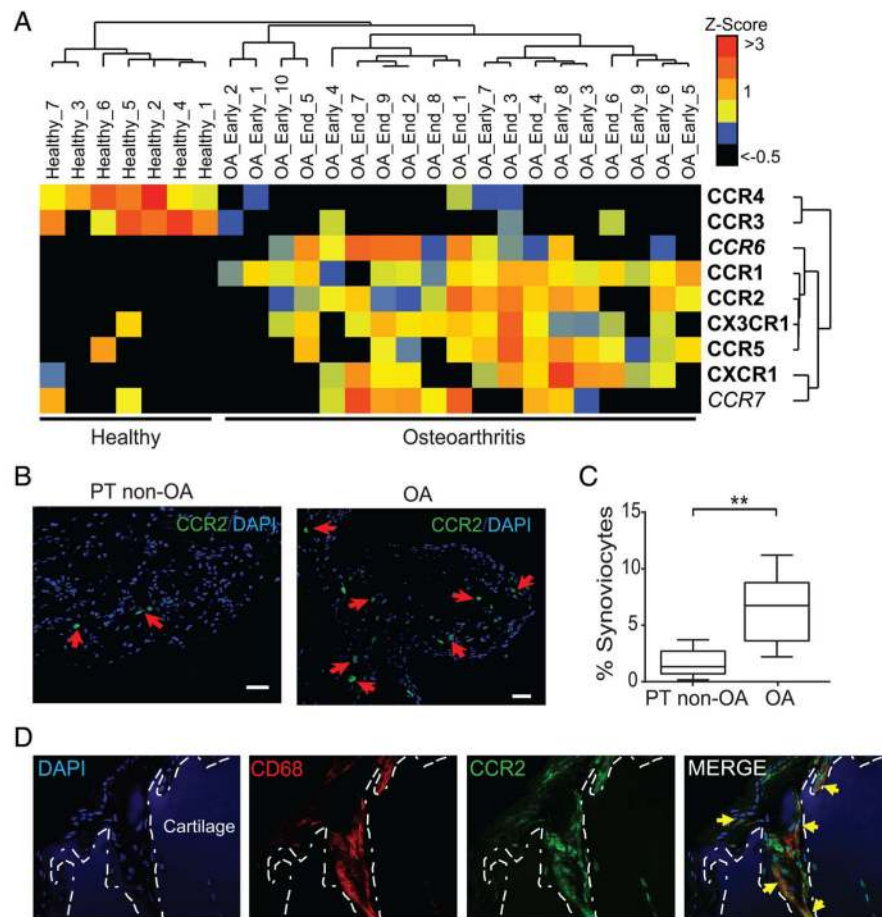 A
Z-Score
>3
1
<-0.5
Healthy_7
Healthy_3
Healthy_6
Healthy_5
Healthy_2
Healthy_4
Healthy_1
OA_Early_2
OA_Early_1
OA_Early_10
OA_End_5
OA_Early_4
OA_End_7
OA_End_9
OA_End_2
OA_End_8
OA_End_1
OA_Early_7
OA_End_3
OA_End_4
OA_Early_8
OA_Early_3
OA_End_6
OA_Early_9
OA_Early_6
OA_Early_5
CCR4
CCR3
CCR6
CCR1
CCR2
CX3CR1
CCR5
CXCR1
CCR7
Healthy
Osteoarthritis
B
PT non-OA
OA
CCR2/DAPI
CCR2/DAPI
C
**
% Synoviocytes
15
10
5
0
PT non-OA
OA
D
DAPI
Cartilage
CD68
CCR2
MERGE